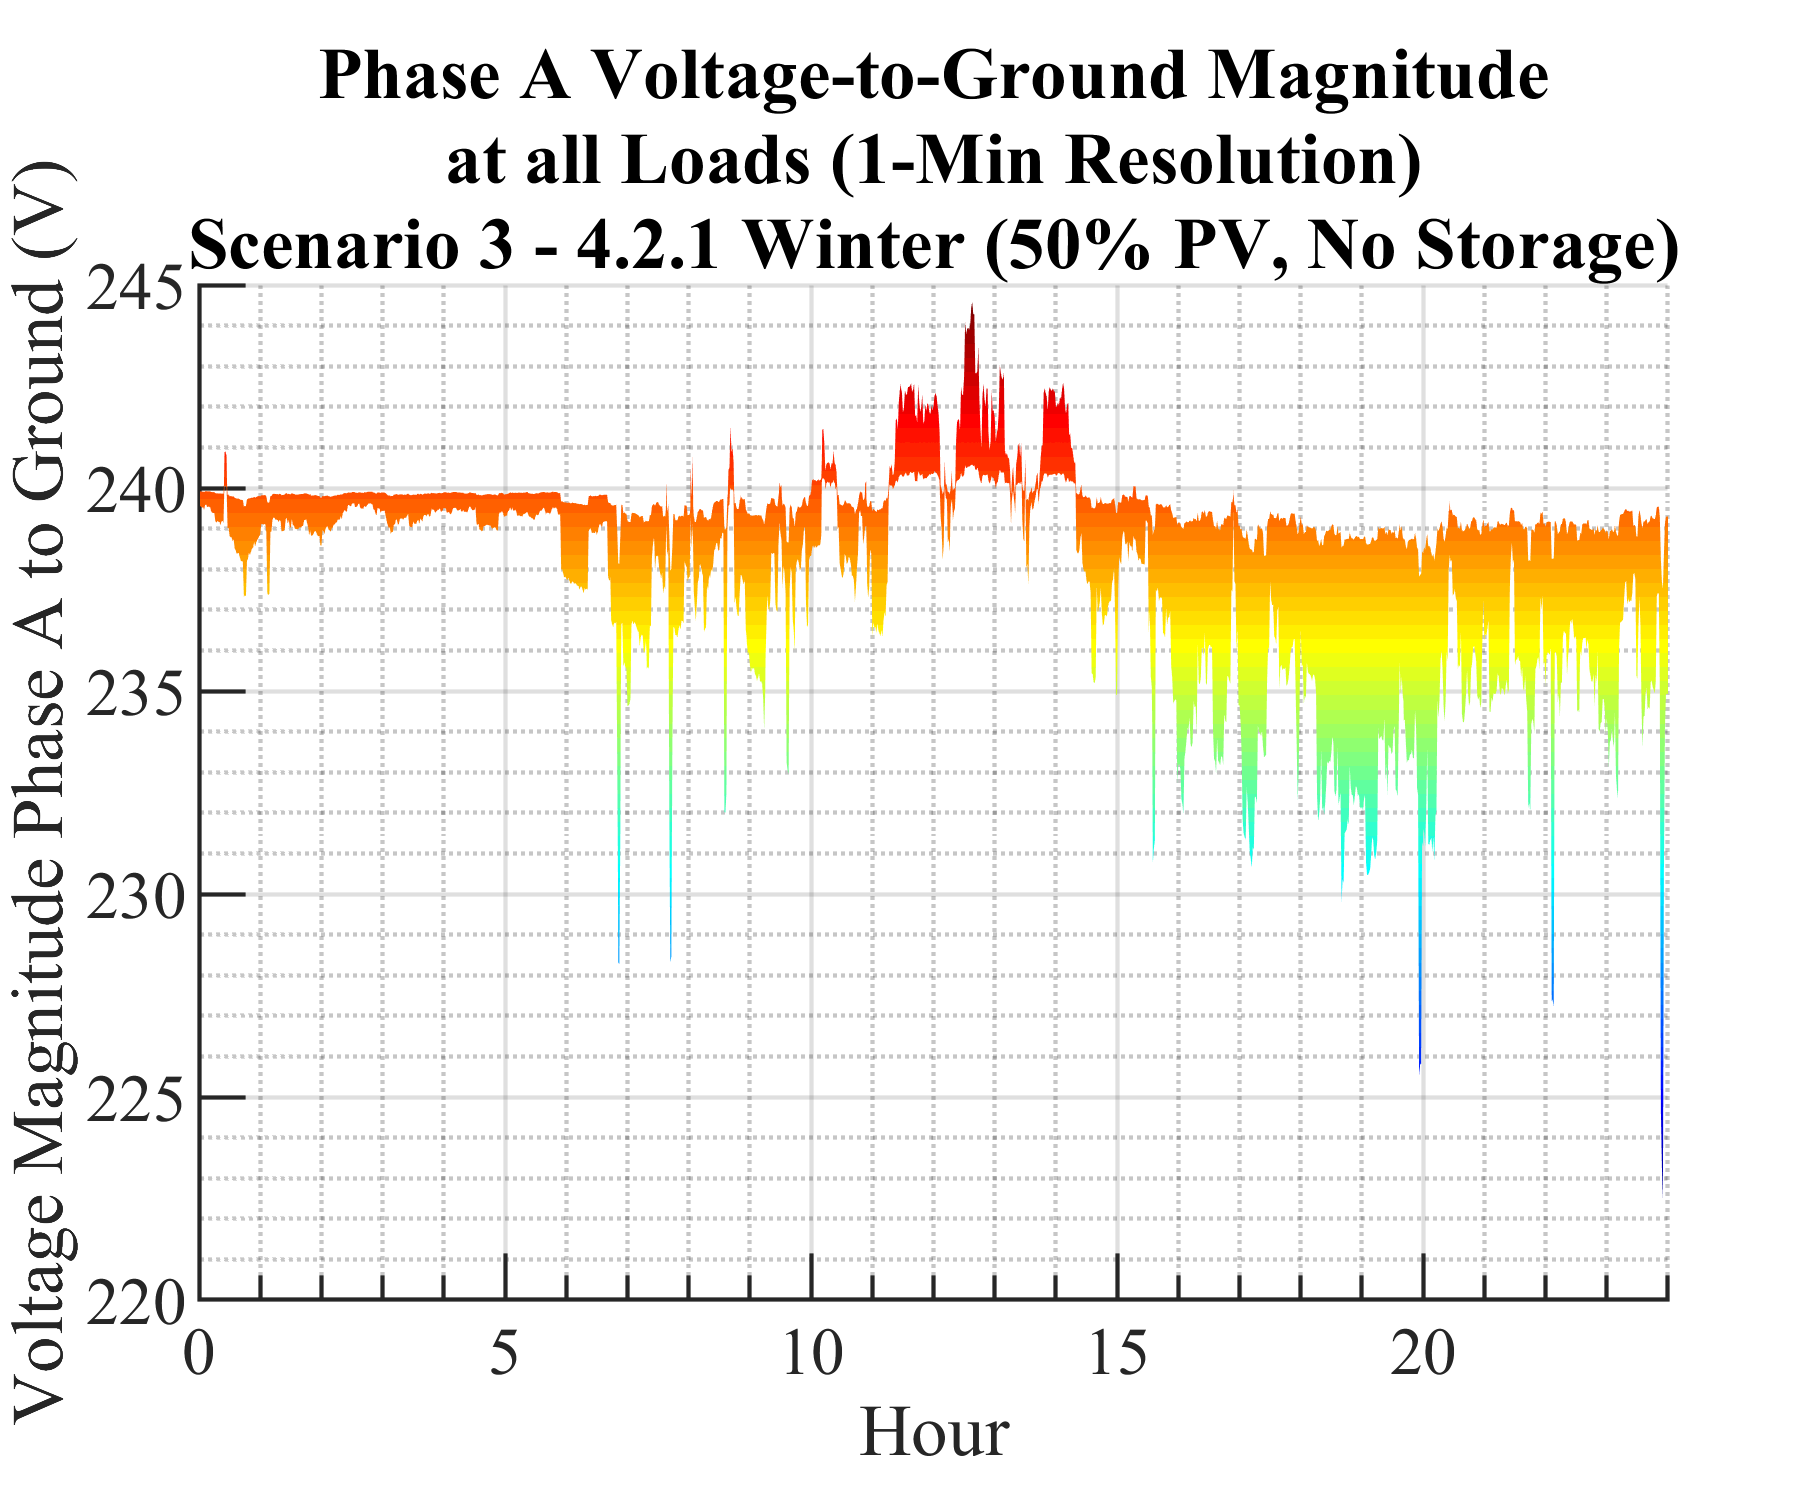 Phase A Voltage-to-Ground Magnitude
at all Loads (1-Min Resolution)
Scenario 3 - 4.2.1 Winter (50% PV, No Storage)
Voltage Magnitude Phase A to Ground (V)
245
240
235
230
225
220
0 5 10 15 20
Hour